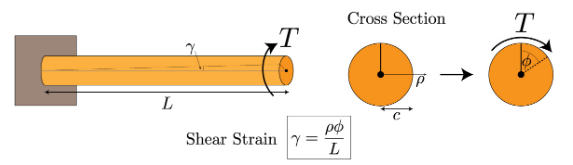 Cross Section
T
γ
T
ϕ
ρ
L
c
Shear Strain γ = ρϕ / L